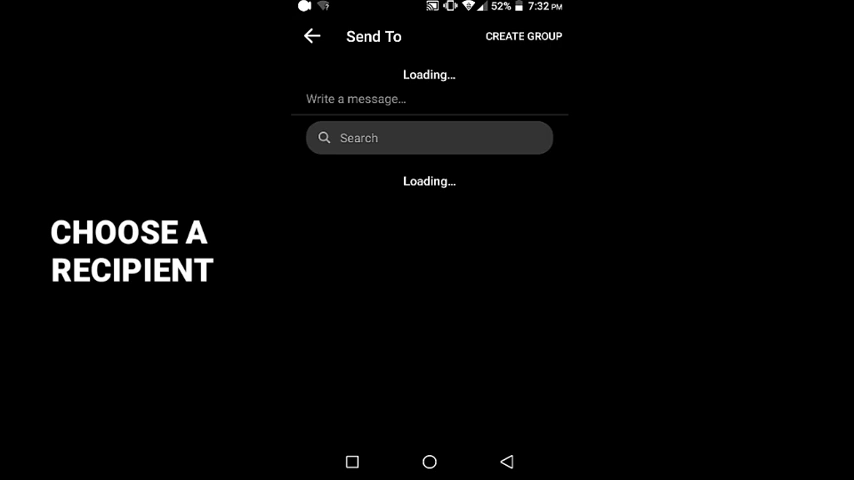 52% 7:32 PM
Send To CREATE GROUP
Loading...
Write a message...
Search
Loading...
CHOOSE A
RECIPIENT